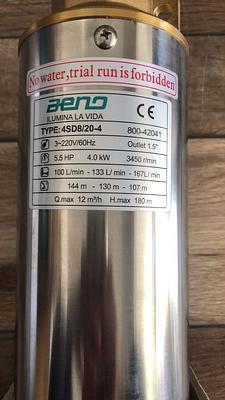 No water,trial run is forbidden
aeno
ILUMINA LA VIDA
CE
TYPE: 4SD8/20-4 800-42041
3~220V/60Hz Outlet 1.5"
5.5 HP 4.0 kW 3450 r/min
100 L/min - 133 L/ min - 167L/ min
144 m - 130 m - 107 m
Q.max 12 m³/h H.max 180 m